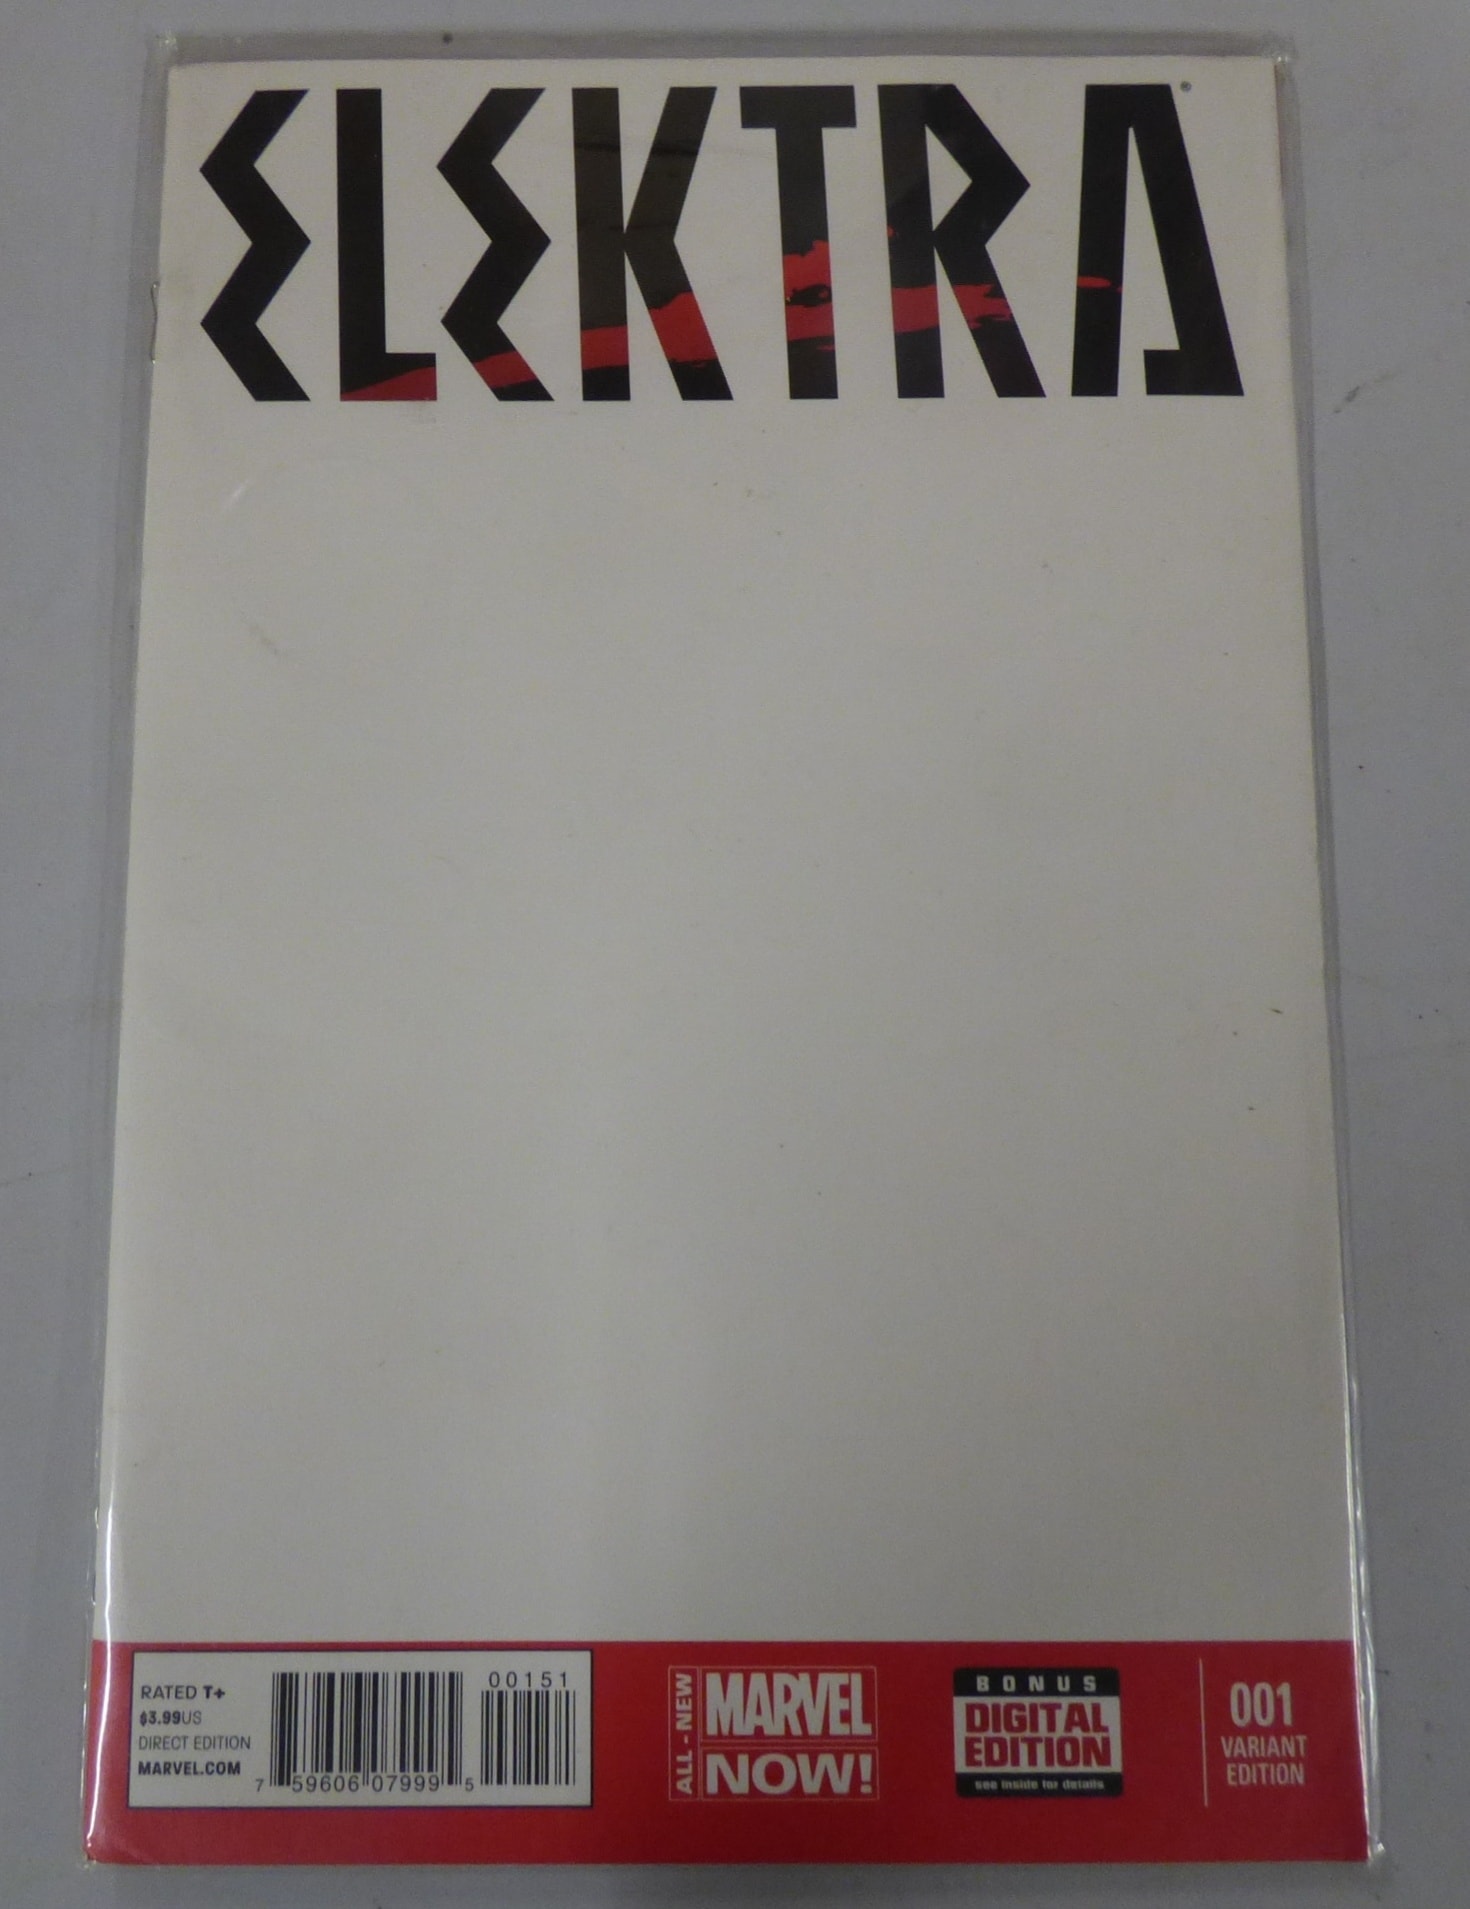 ELEKTRA®
RATED T+
$3.99US
DIRECT EDITION
MARVEL.COM
00151
7 59606 07999 5
ALL-NEW
MARVEL
NOW!
BONUS
DIGITAL
EDITION
see inside for details
001
VARIANT
EDITION